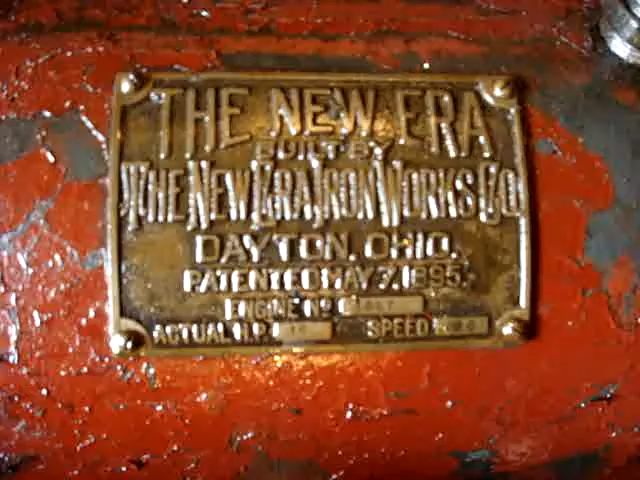 THE NEW ERA
BUILT BY
THE NEW ERA IRON WORKS CO.
DAYTON, OHIO.
PATENTED MAY 7, 1895.
ENGINE Nº
ACTUAL H.P. SPEED